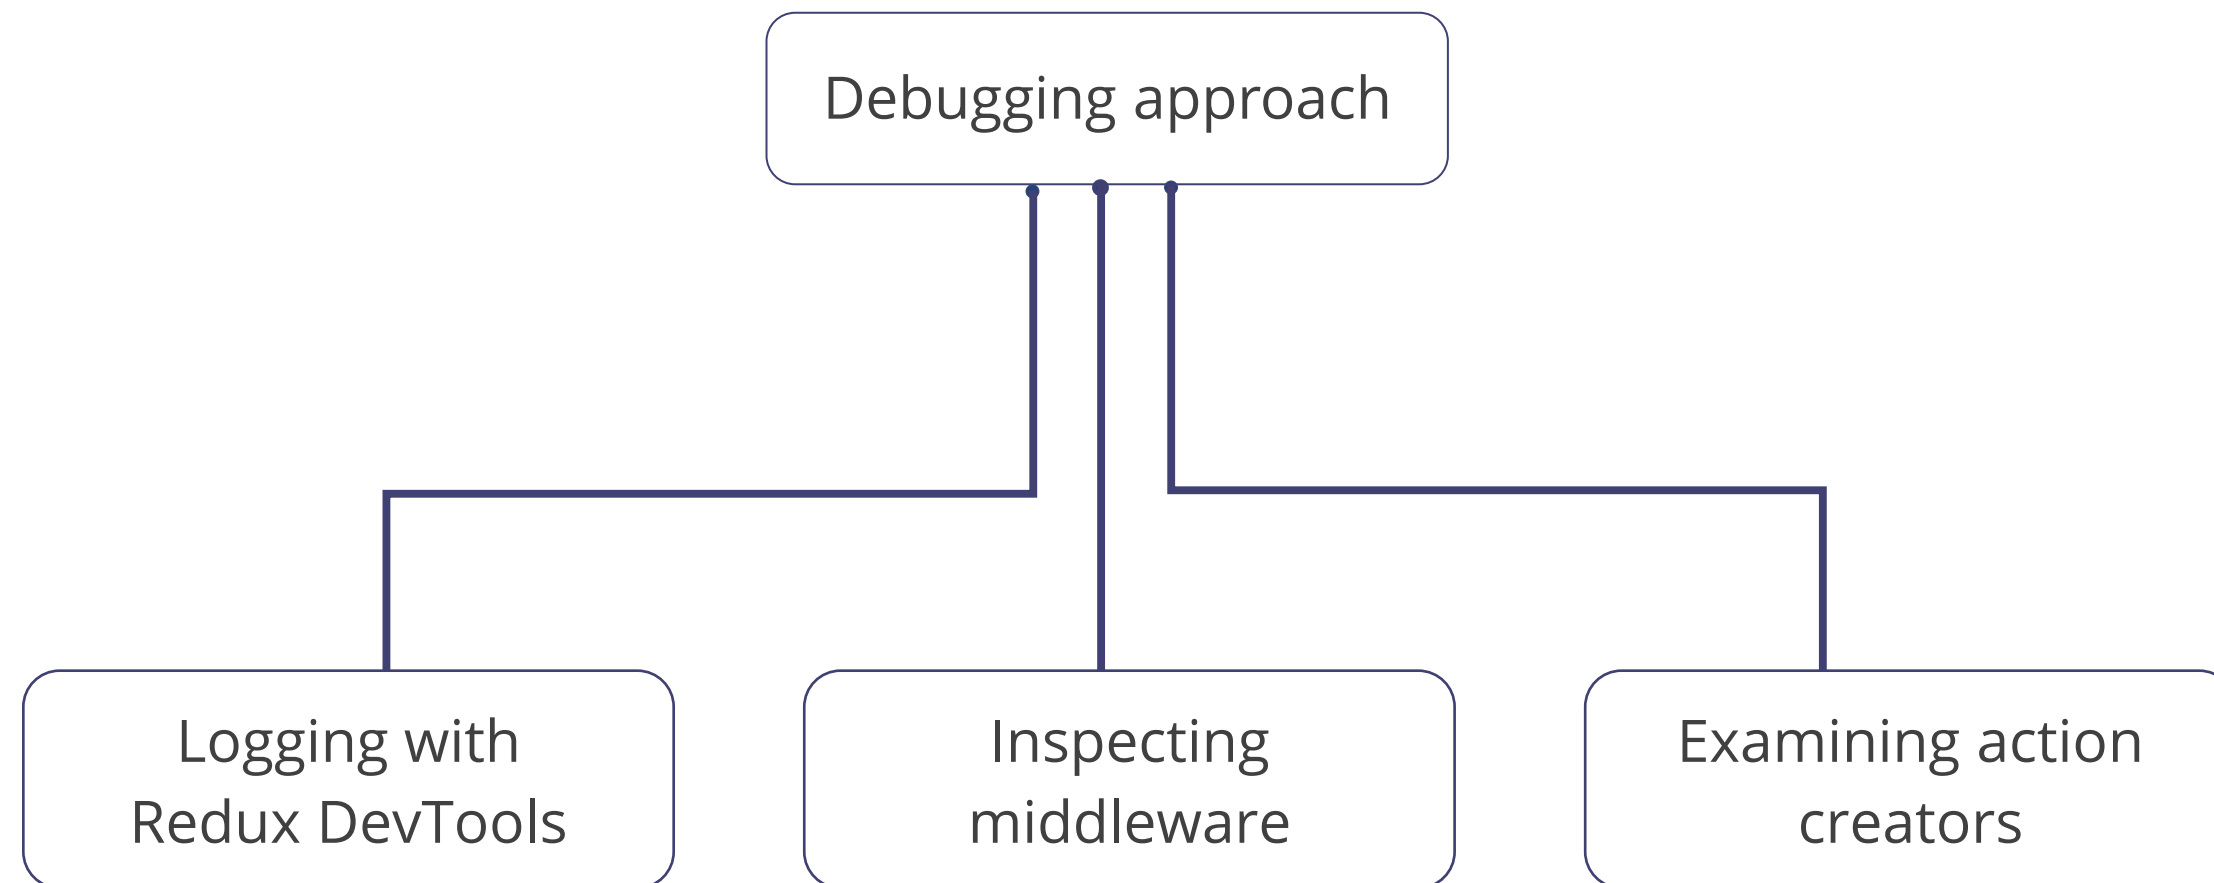 Debugging approach
Logging with
Redux DevTools
Inspecting
middleware
Examining action
creators